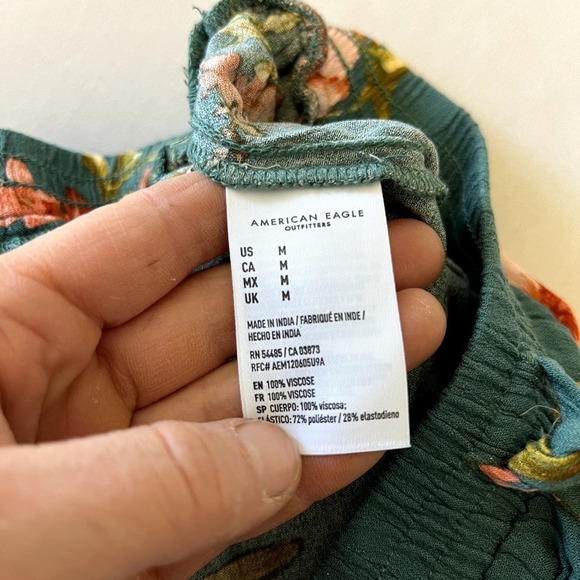 AMERICAN EAGLE
OUTFITTERS
US M
CA M
MX M
UK M
MADE IN INDIA / FABRIQUÉ EN INDE /
HECHO EN INDIA
RN 54485 / CA 03873
RFC# AEM120605U9A
EN 100% VISCOSE
FR 100% VISCOSE
SP CUERPO: 100% viscosa;
ELÁSTICO: 72% poliéster / 28% elastodieno